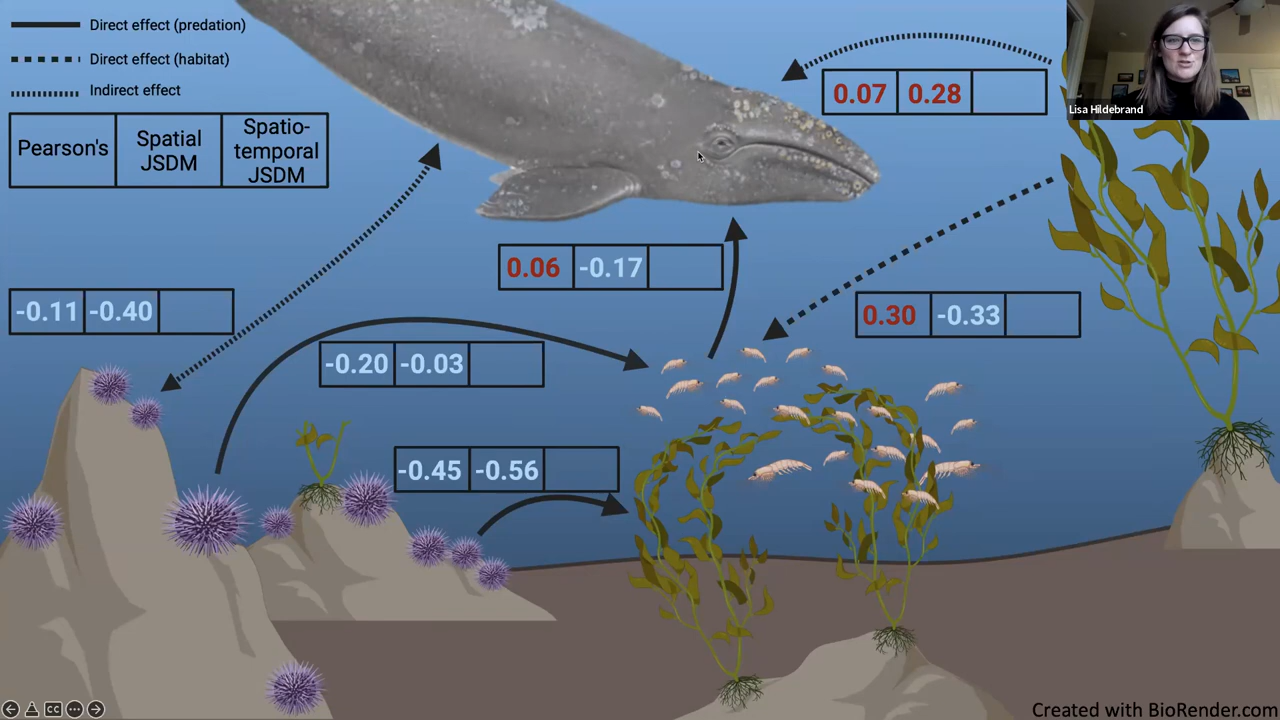 Direct effect (predation)
Direct effect (habitat)
Indirect effect
Pearson's
Spatial
JSDM
Spatio-
temporal
JSDM
0.07 0.28
Lisa Hildebrand
0.06 -0.17
-0.11 -0.40
0.30 -0.33
-0.20 -0.03
-0.45 -0.56
CC
Created with BioRender.com